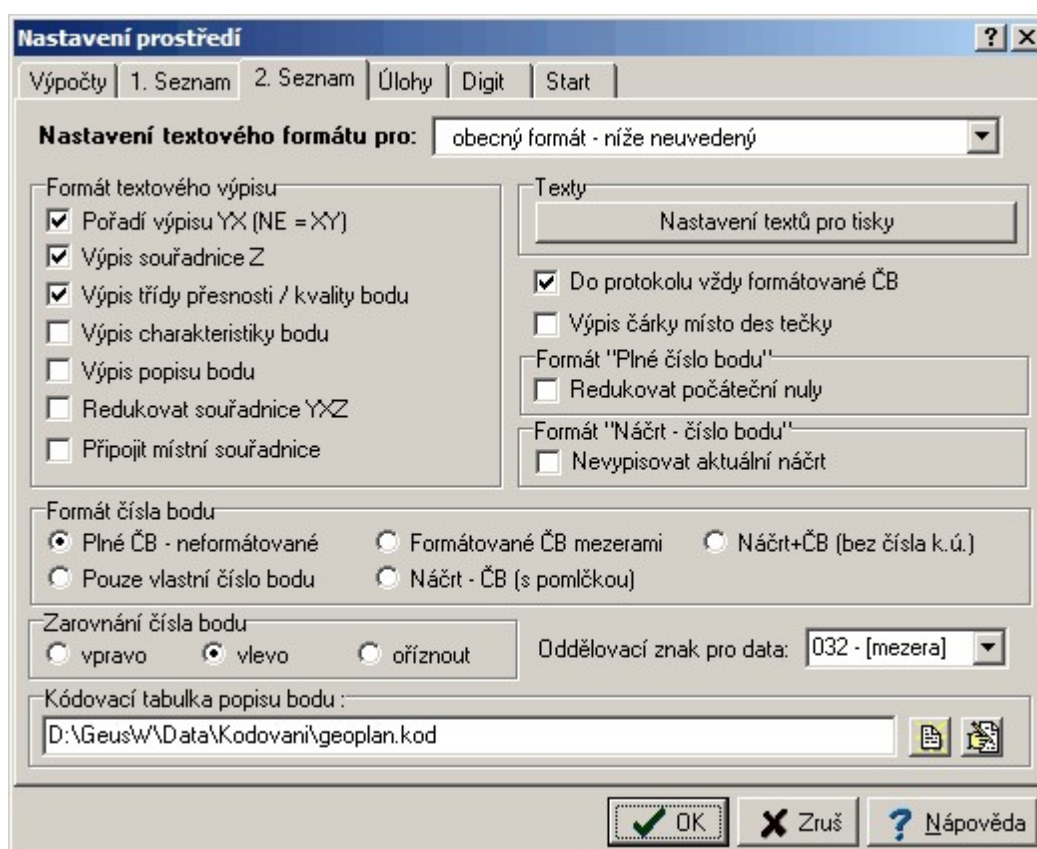 Nastavení prostředí
Výpočty 1. Seznam 2. Seznam Úlohy Digit Start
Nastavení textového formátu pro: obecný formát - níže neuvedený
Formát textového výpisu
Pořadí výpisu YX (NE = XY)
Výpis souřadnice Z
Výpis třídy přesnosti / kvality bodu
Výpis charakteristiky bodu
Výpis popisu bodu
Redukovat souřadnice YXZ
Připojit místní souřadnice
Texty
Nastavení textů pro tisky
Do protokolu vždy formátované ČB
Výpis čárky místo des tečky
Formát "Plné číslo bodu"
Redukovat počáteční nuly
Formát "Náčrt - číslo bodu"
Nevypisovat aktuální náčrt
Formát čísla bodu
Plné ČB - neformátované Formátované ČB mezerami Náčrt+ČB (bez čísla k.ú.)
Pouze vlastní číslo bodu Náčrt - ČB (s pomlčkou)
Zarovnání čísla bodu
vpravo vlevo oříznout
Oddělovací znak pro data: 032 - [mezera]
Kódovací tabulka popisu bodu :
D:\GeusW\Data\Kodovani\geoplan.kod
OK Zruš Nápověda